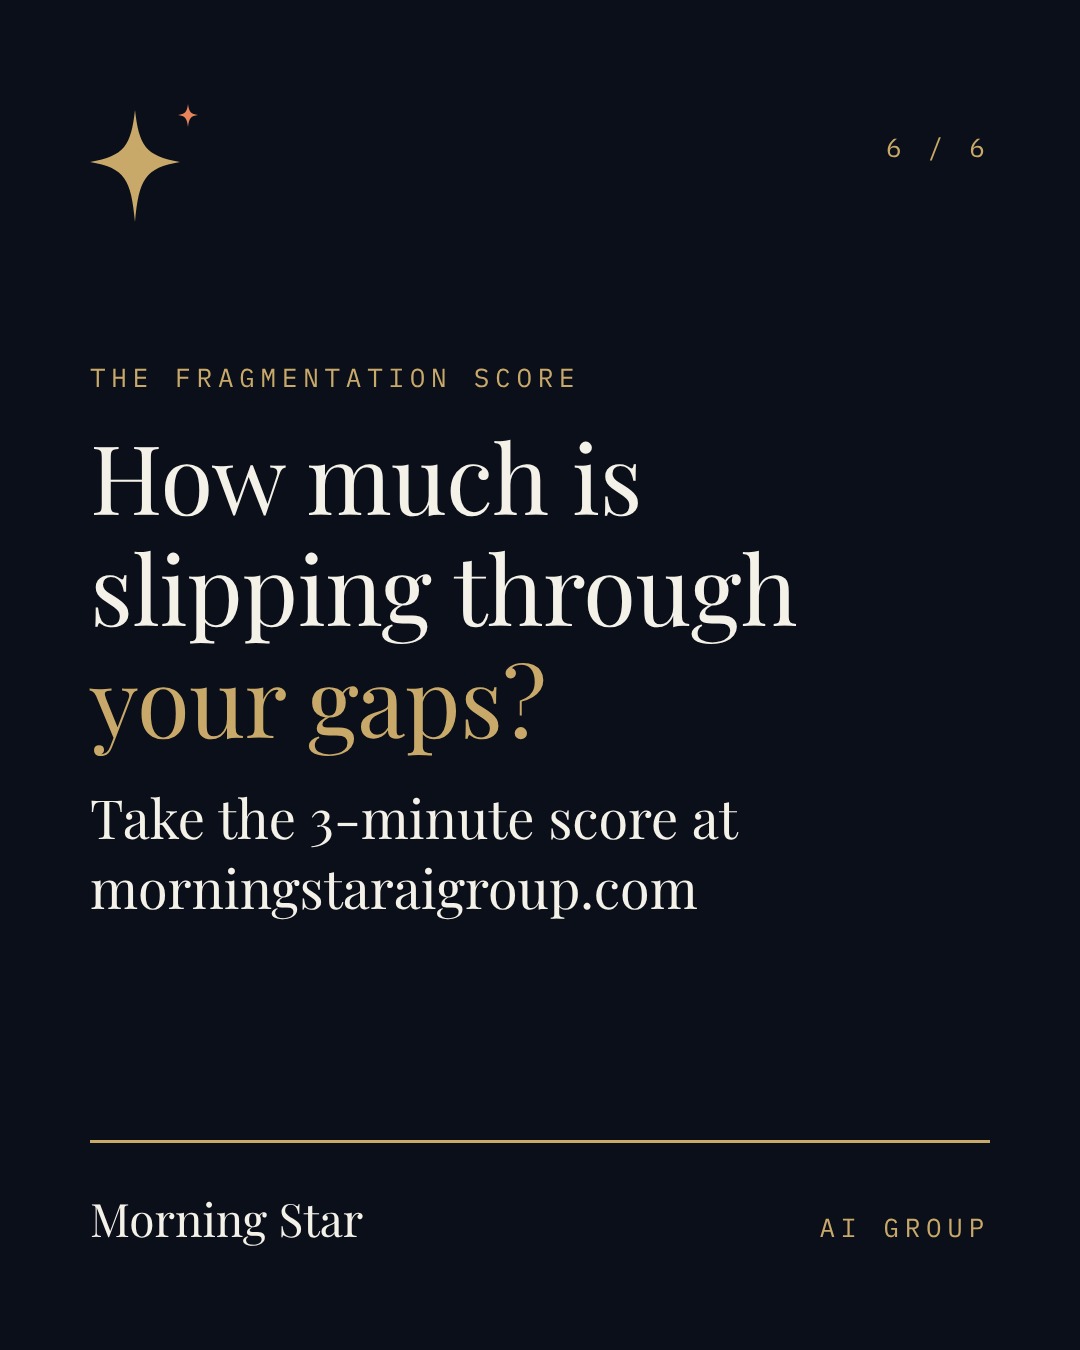 6 / 6
THE FRAGMENTATION SCORE
How much is
slipping through
your gaps?
Take the 3-minute score at
morningstaraigroup.com
Morning Star
AI GROUP